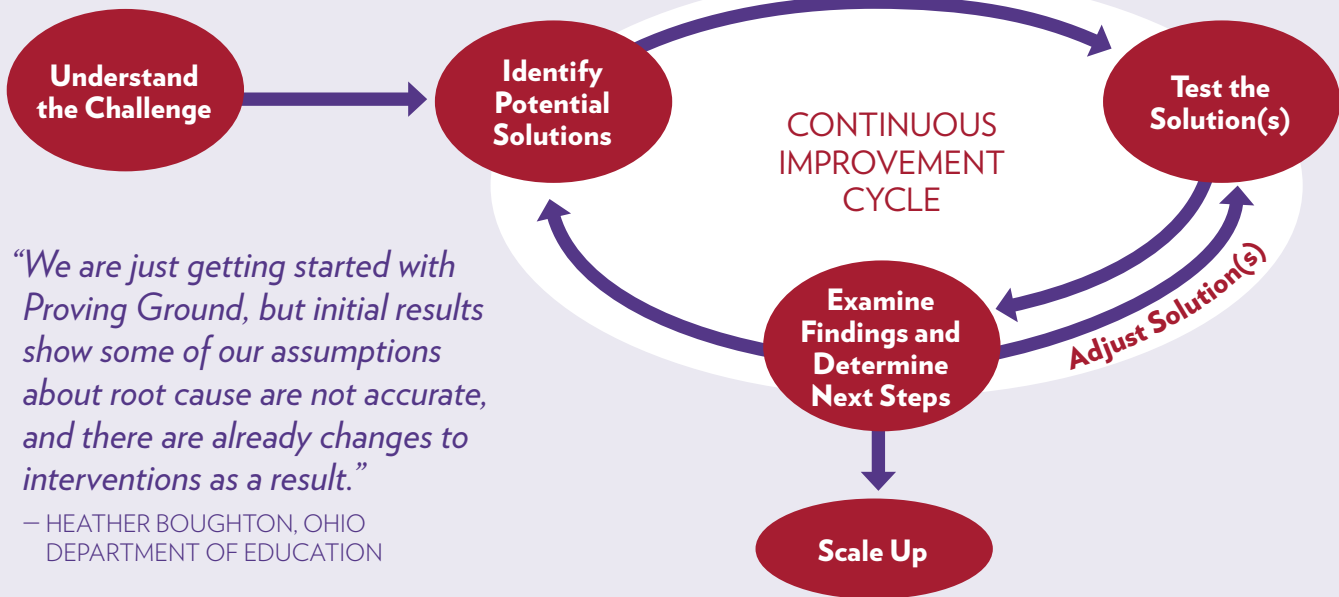 Understand
the Challenge
Identify
Potential
Solutions
Test the
Solution(s)
CONTINUOUS
IMPROVEMENT
CYCLE
Examine
Findings and
Determine
Next Steps
Adjust Solution(s)
Scale Up
“We are just getting started with
Proving Ground, but initial results
show some of our assumptions
about root cause are not accurate,
and there are already changes to
interventions as a result.”
— HEATHER BOUGHTON, OHIO
DEPARTMENT OF EDUCATION